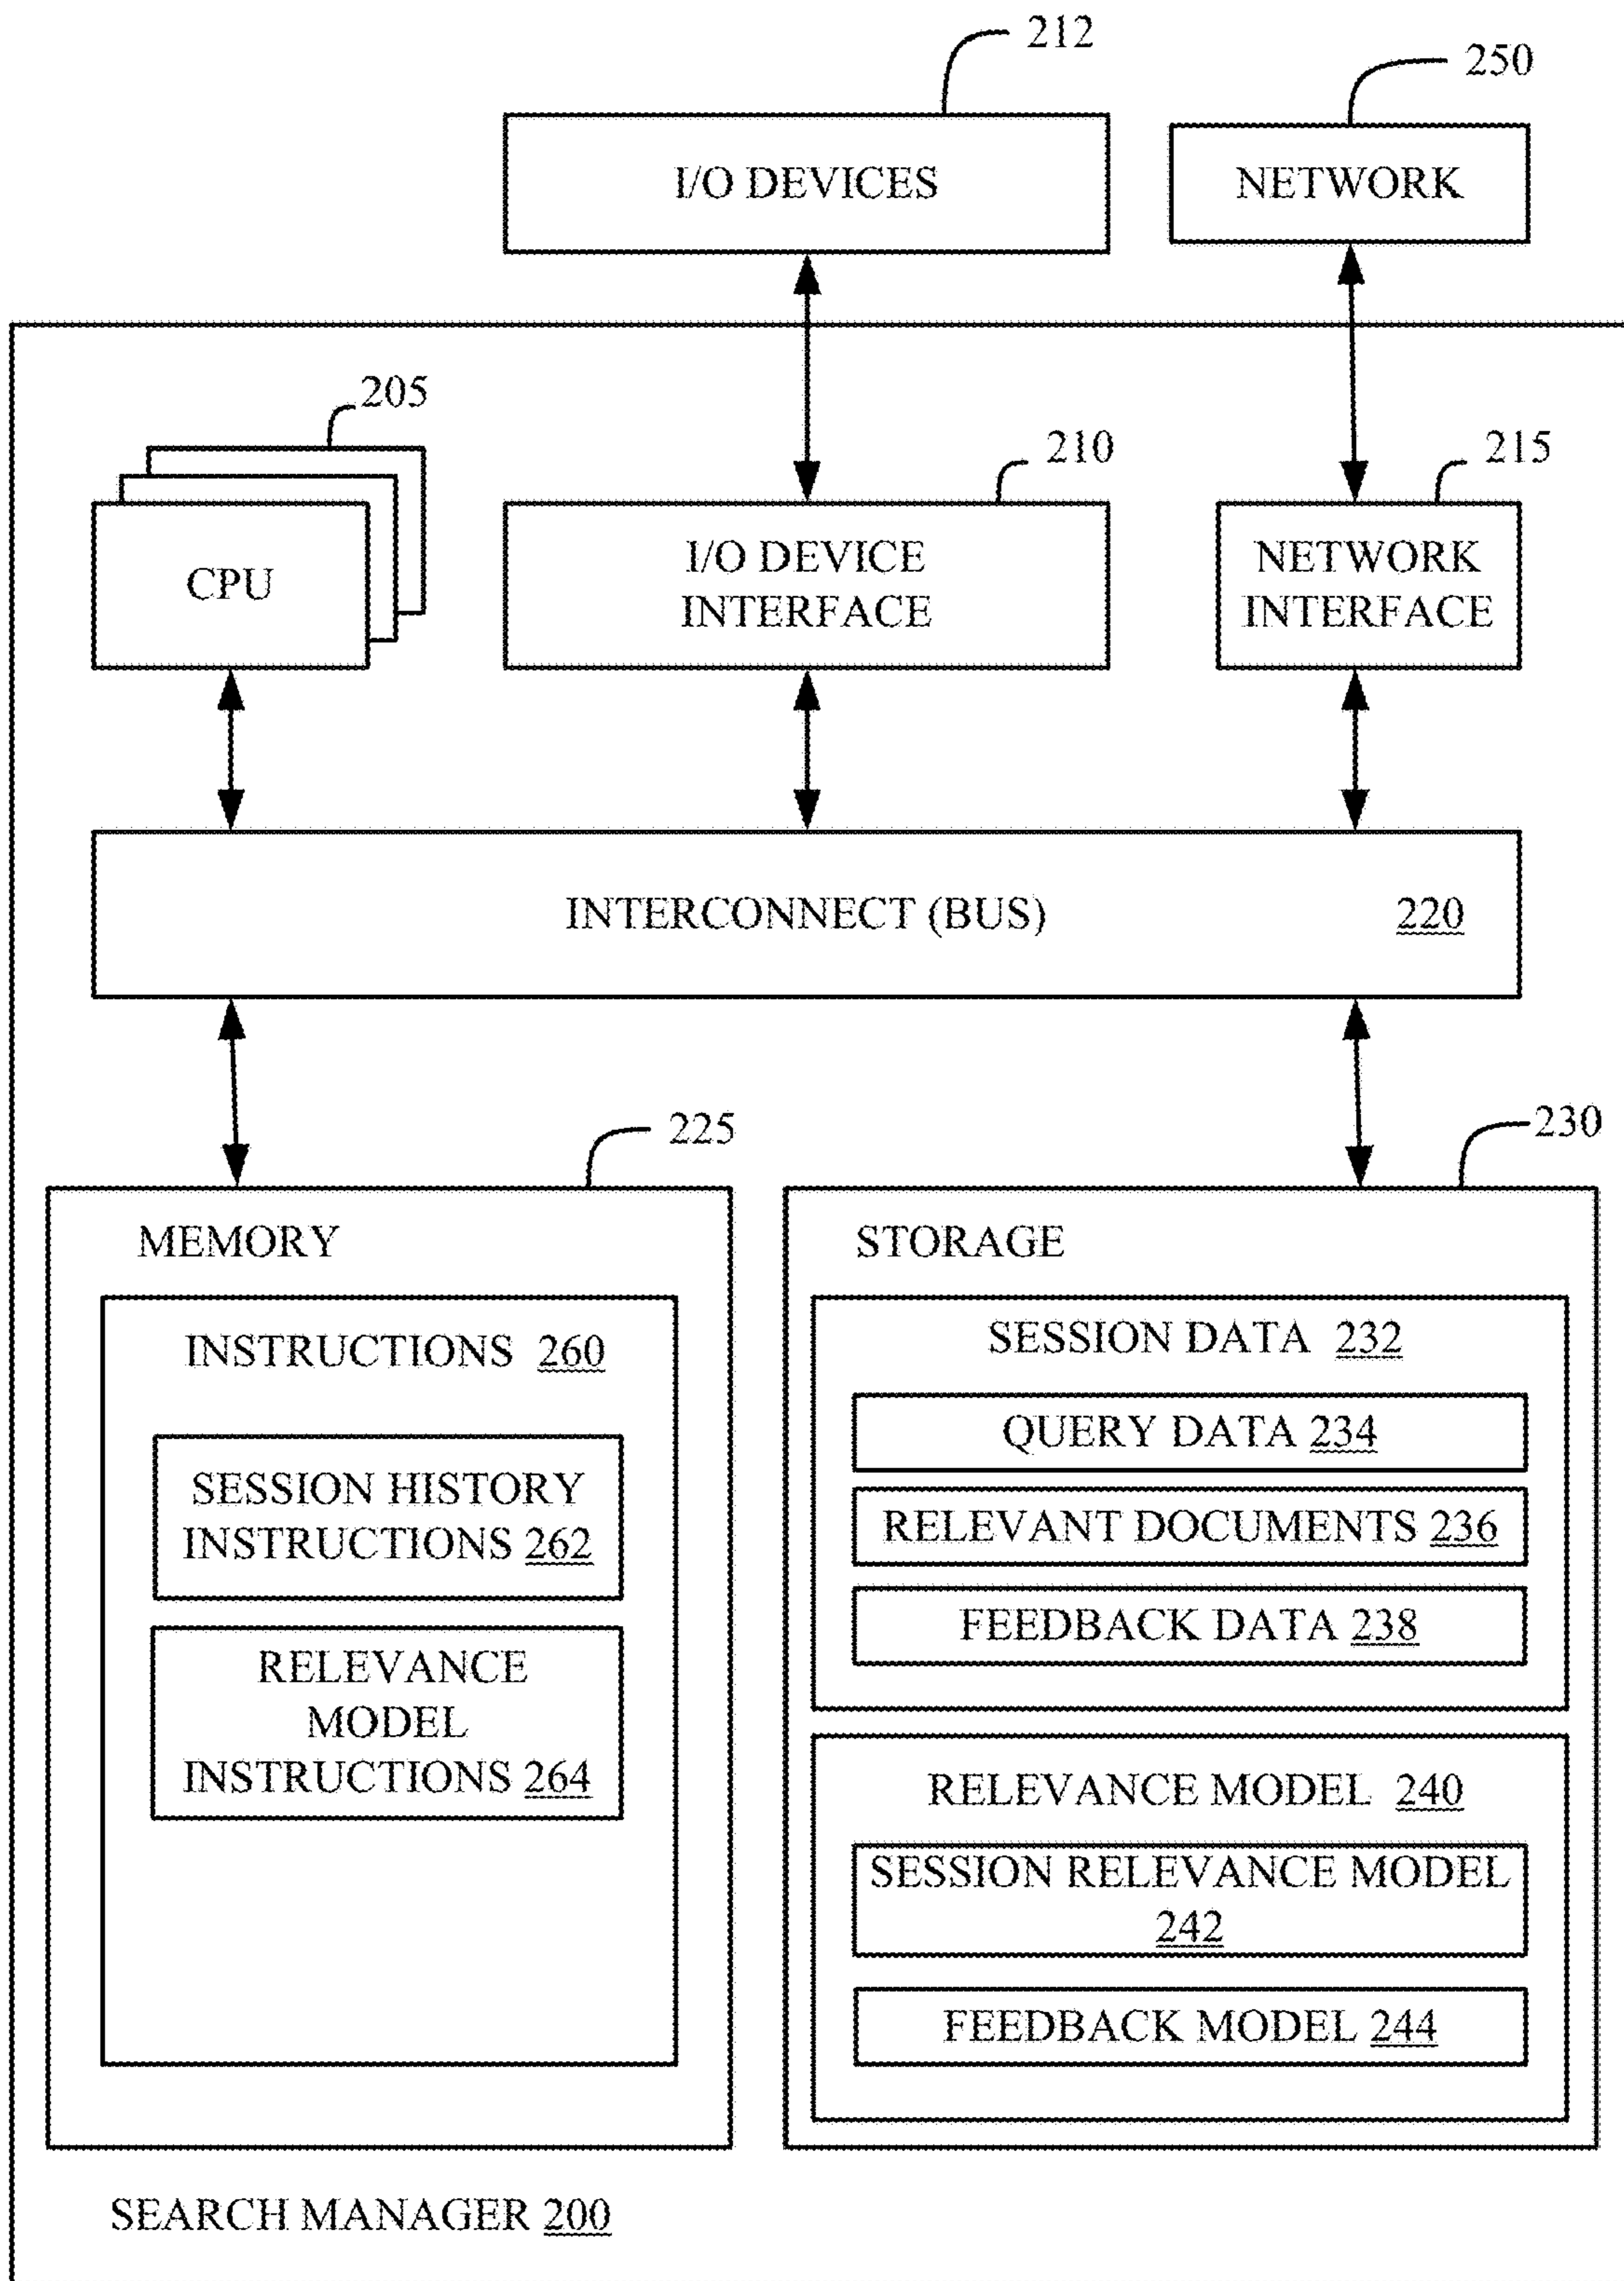 212
250
I/O DEVICES
NETWORK
205
210
215
CPU
I/O DEVICE
INTERFACE
NETWORK
INTERFACE
INTERCONNECT (BUS) 220
225
230
MEMORY
INSTRUCTIONS 260
SESSION HISTORY
INSTRUCTIONS 262
RELEVANCE
MODEL
INSTRUCTIONS 264
STORAGE
SESSION DATA 232
QUERY DATA 234
RELEVANT DOCUMENTS 236
FEEDBACK DATA 238
RELEVANCE MODEL 240
SESSION RELEVANCE MODEL
242
FEEDBACK MODEL 244
SEARCH MANAGER 200